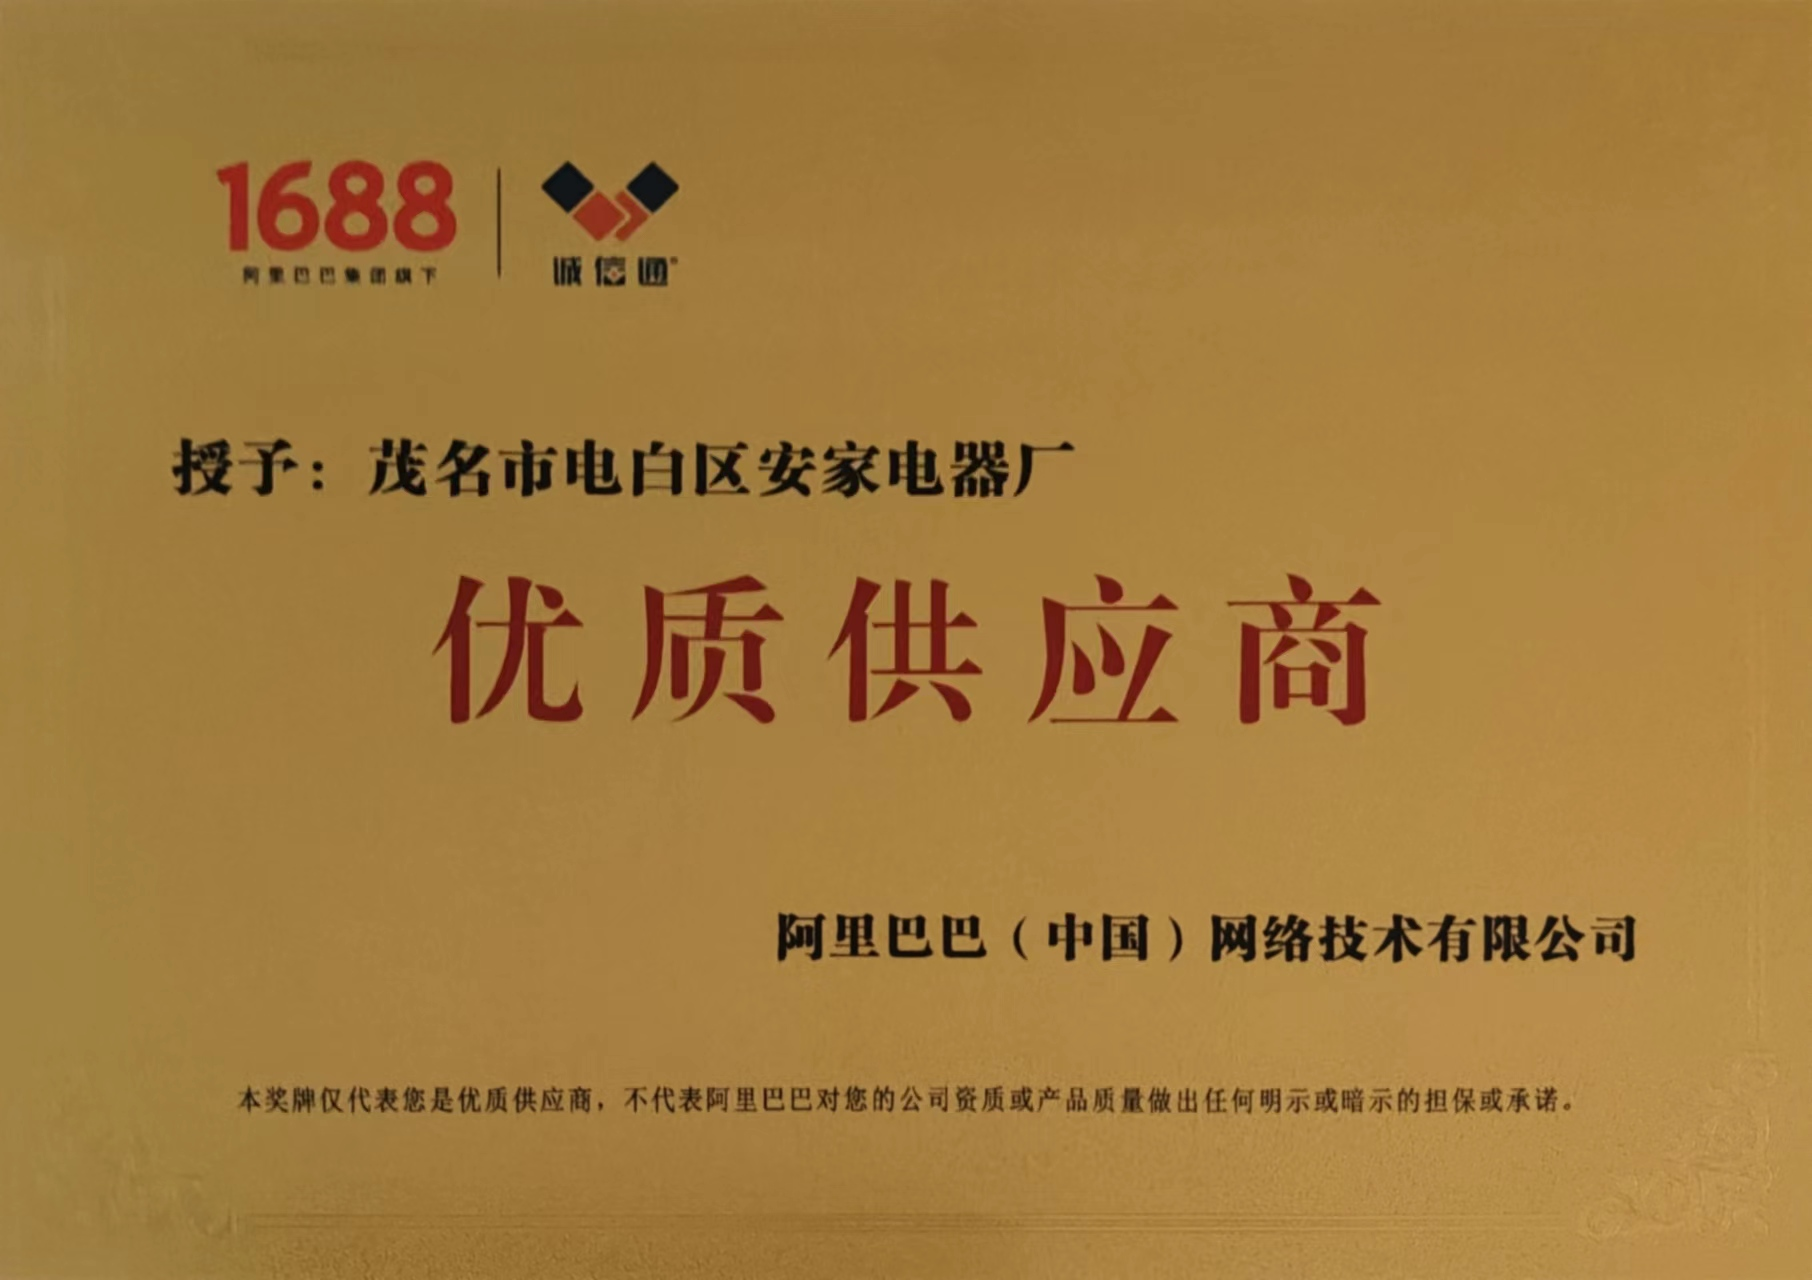 1688
阿里巴巴集团旗下
诚信通®
授予：茂名市电白区安家电器厂
优质供应商
阿里巴巴（中国）网络技术有限公司
本奖牌仅代表您是优质供应商，不代表阿里巴巴对您的公司资质或产品质量做出任何明示或暗示的担保或承诺。